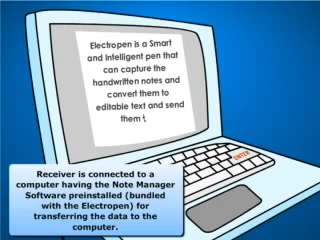 Electropen is a Smart
and Intelligent pen that
can capture the
handwritten notes and
convert them to
editable text and send
them t
ENTER
Receiver is connected to a
computer having the Note Manager
Software preinstalled (bundled
with the Electropen) for
transferring the data to the
computer.